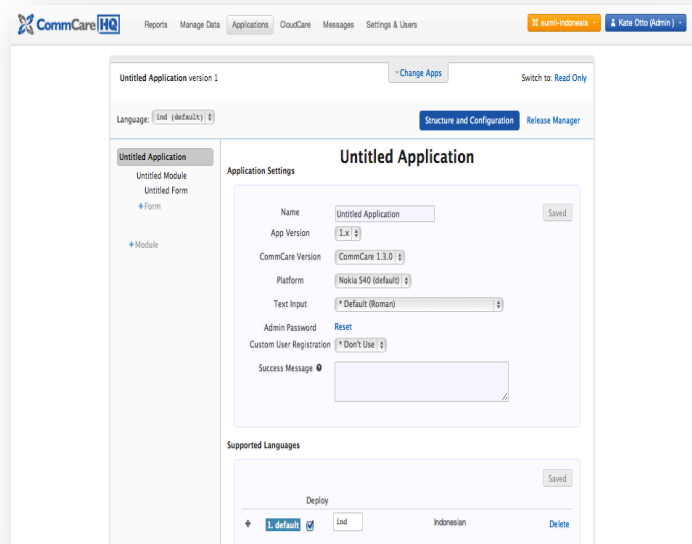 CommCare HQ Reports Manage Data Applications CloudCare Messages Settings & Users sumii-indonesia Kate Otto (Admin )
Untitled Application version 1 Change Apps Switch to: Read Only
Language: ind (default) Structure and Configuration Release Manager
Untitled Application
Untitled Module
Untitled Form
+Form
+Module
Untitled Application
Application Settings
Name Untitled Application Saved
App Version 1.x
CommCare Version CommCare 1.3.0
Platform Nokia S40 (default)
Text Input * Default (Roman)
Admin Password Reset
Custom User Registration * Don't Use
Success Message
Supported Languages
Saved
Deploy
1. default ind Indonesian Delete